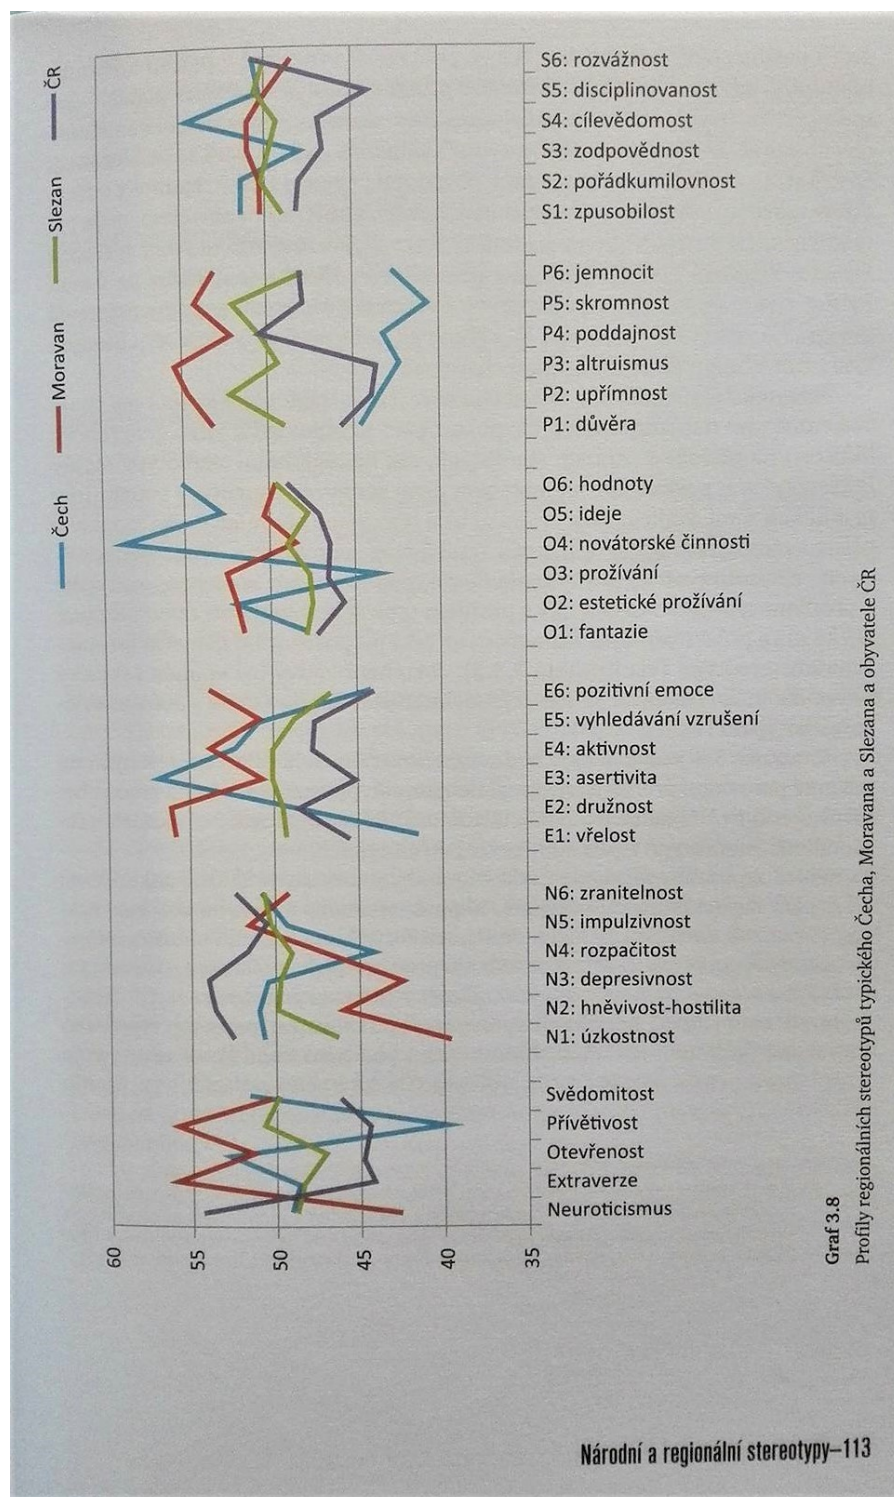 Čech
Moravan
Slezan
ČR
60
55
50
45
40
35
S6: rozvážnost
S5: disciplinovanost
S4: cílevědomost
S3: zodpovědnost
S2: pořádkumilovnost
S1: zpusobilost
P6: jemnocit
P5: skromnost
P4: poddajnost
P3: altruismus
P2: upřímnost
P1: důvěra
O6: hodnoty
O5: ideje
O4: novátorské činnosti
O3: prožívání
O2: estetické prožívání
O1: fantazie
E6: pozitivní emoce
E5: vyhledávání vzrušení
E4: aktivnost
E3: asertivita
E2: družnost
E1: vřelost
N6: zranitelnost
N5: impulzivnost
N4: rozpačitost
N3: depresivnost
N2: hněvivost-hostilita
N1: úzkostnost
Svědomitost
Přívětivost
Otevřenost
Extraverze
Neuroticismus
Graf 3.8
Profily regionálních stereotypů typického Čecha, Moravana a Slezana a obyvatele ČR
Národní a regionální stereotypy–113